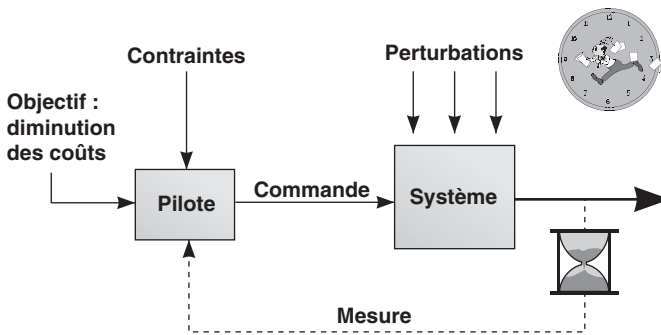 Contraintes
Perturbations
Objectif :
diminution
des coûts
Commande
Pilote
Système
Mesure